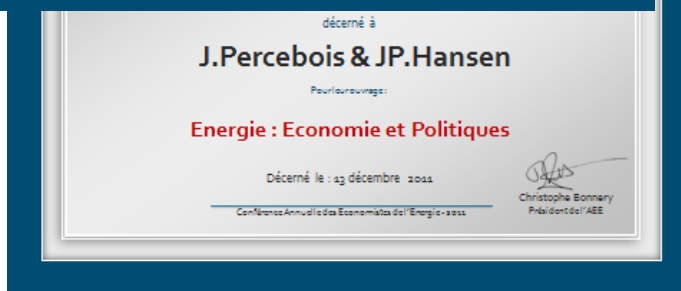 décerné à
J.Percebois & JP.Hansen
Pour leur ouvrage :
Energie : Economie et Politiques
Décerné le : 13 décembre 2011
Conférence Annuelle des Economistes de l'Energie - 2011
Christophe Bonnery
Président de l'AEE